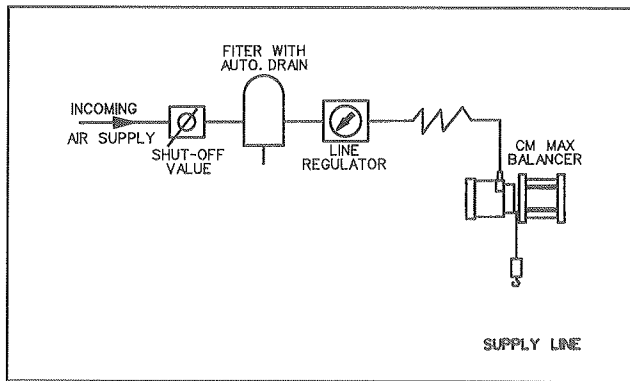 FITER WITH
AUTO. DRAIN
INCOMING
AIR SUPPLY
SHUT-OFF
VALUE
LINE
REGULATOR
CM MAX
BALANCER
SUPPLY LINE